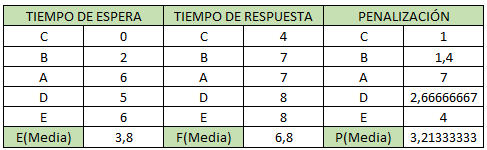 TIEMPO DE ESPERA TIEMPO DE RESPUESTA PENALIZACIÓN
C 0 C 4 C 1
B 2 B 7 B 1,4
A 6 A 7 A 7
D 5 D 8 D 2,66666667
E 6 E 8 E 4
E(Media) 3,8 F(Media) 6,8 P(Media) 3,21333333